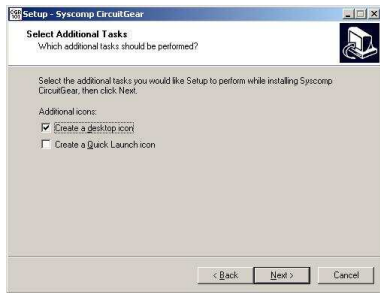 Setup - Syscomp CircuitGear
Select Additional Tasks
Which additional tasks should be performed?
Select the additional tasks you would like Setup to perform while installing Syscomp
CircuitGear, then click Next.
Additional icons:
Create a desktop icon
Create a Quick Launch icon
< Back
Next >
Cancel